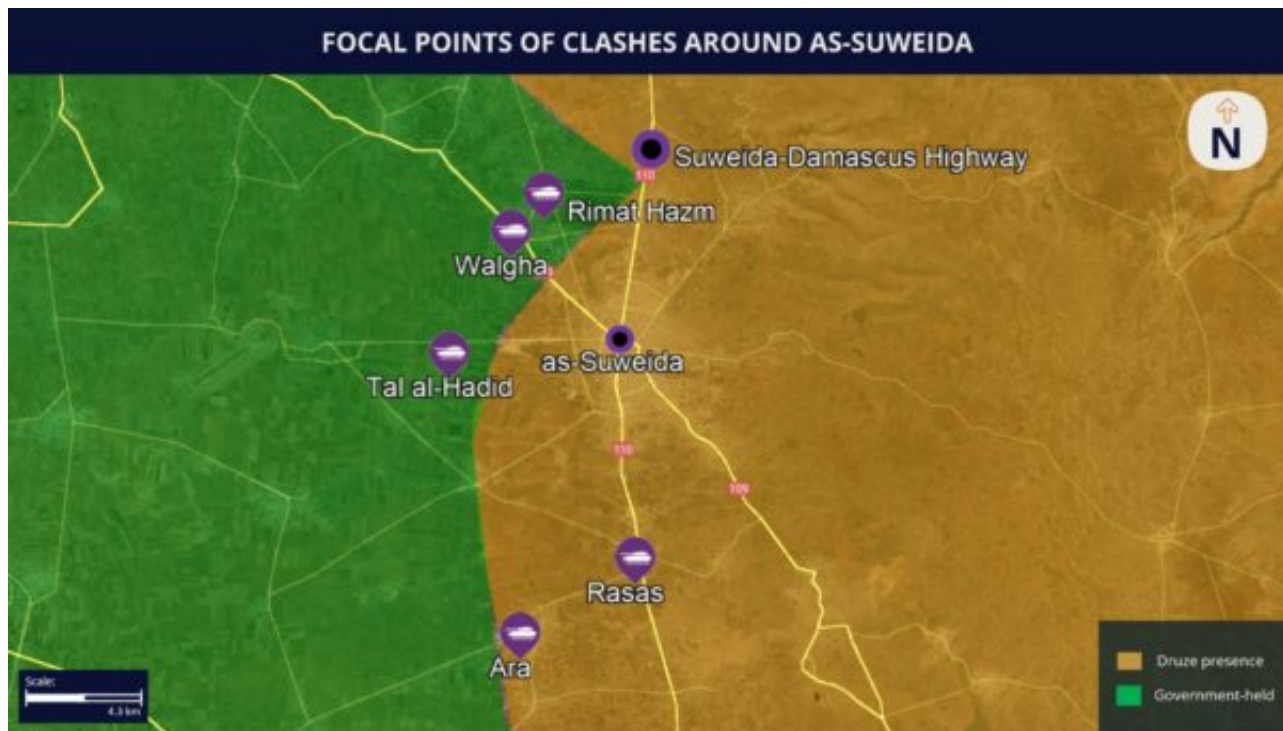 FOCAL POINTS OF CLASHES AROUND AS-SUWEIDA
N
Suweida-Damascus Highway
110
Rimat Hazm
Walgha
as-Suweida
Tal al-Hadid
110
109
Rasas
Ara
Scale:
4.3 km
Druze presence
Government-held